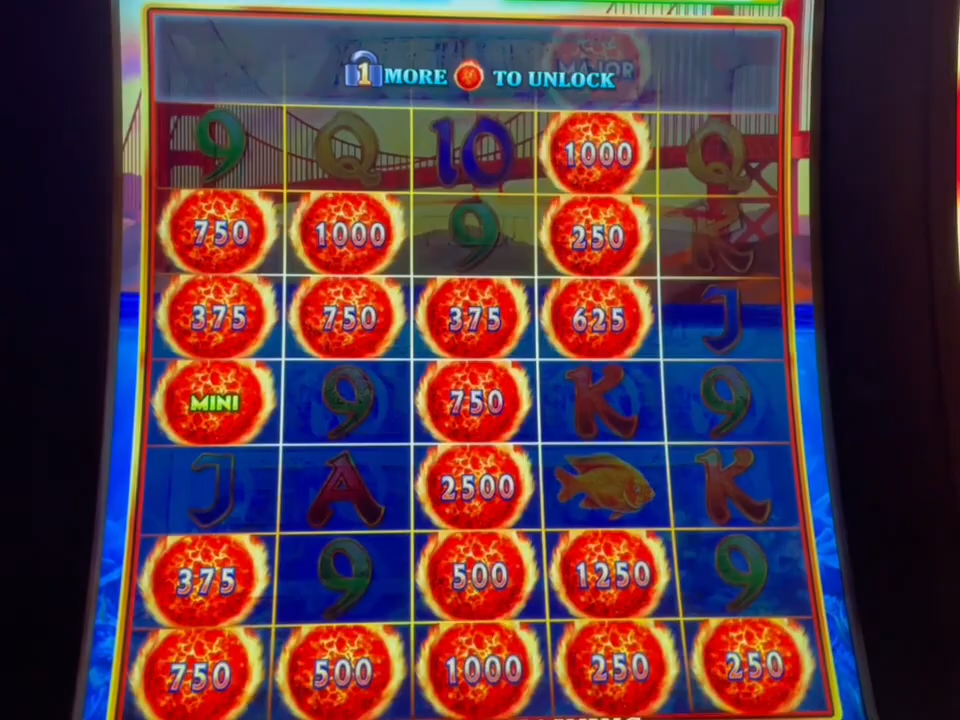 MAJOR
1 MORE TO UNLOCK
9 Q 10 1000 Q
750 1000 9 250 K
375 750 375 625 J
MINI 9 750 K 9
J A 2500 K
375 9 500 1250 9
750 500 1000 250 250